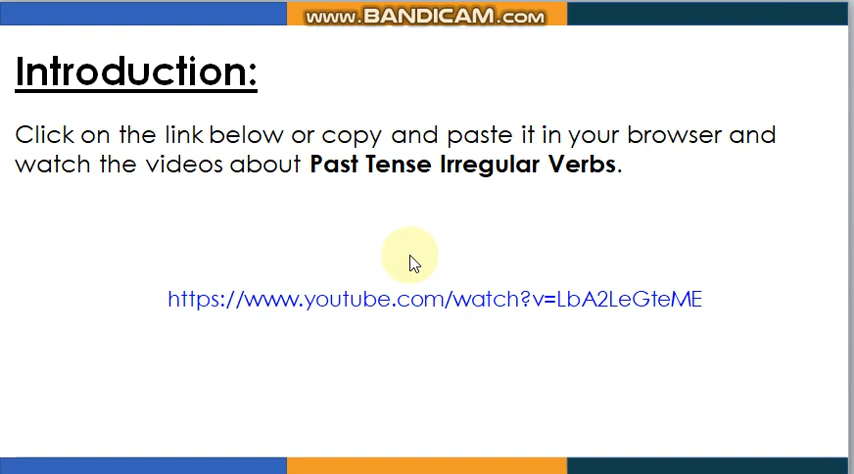 www.BANDICAM.com
Introduction:
Click on the link below or copy and paste it in your browser and
watch the videos about Past Tense Irregular Verbs.
https://www.youtube.com/watch?v=LbA2LeGteME